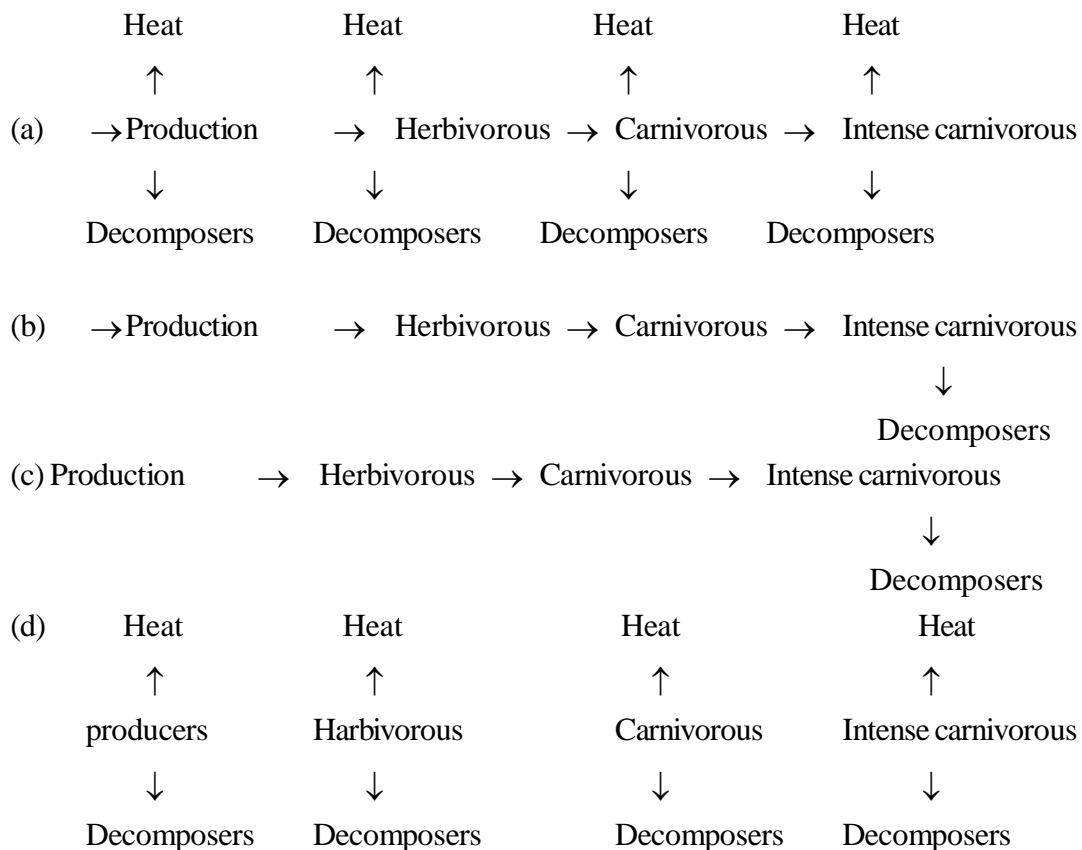 Heat Heat Heat Heat
↑ ↑ ↑ ↑
(a) →Production → Herbivorous → Carnivorous → Intense carnivorous
↓ ↓ ↓ ↓
Decomposers Decomposers Decomposers Decomposers
(b) →Production → Herbivorous → Carnivorous → Intense carnivorous
↓
Decomposers
(c) Production → Herbivorous → Carnivorous → Intense carnivorous
↓
Decomposers
(d) Heat Heat Heat Heat
↑ ↑ ↑ ↑
producers Harbivorous Carnivorous Intense carnivorous
↓ ↓ ↓ ↓
Decomposers Decomposers Decomposers Decomposers